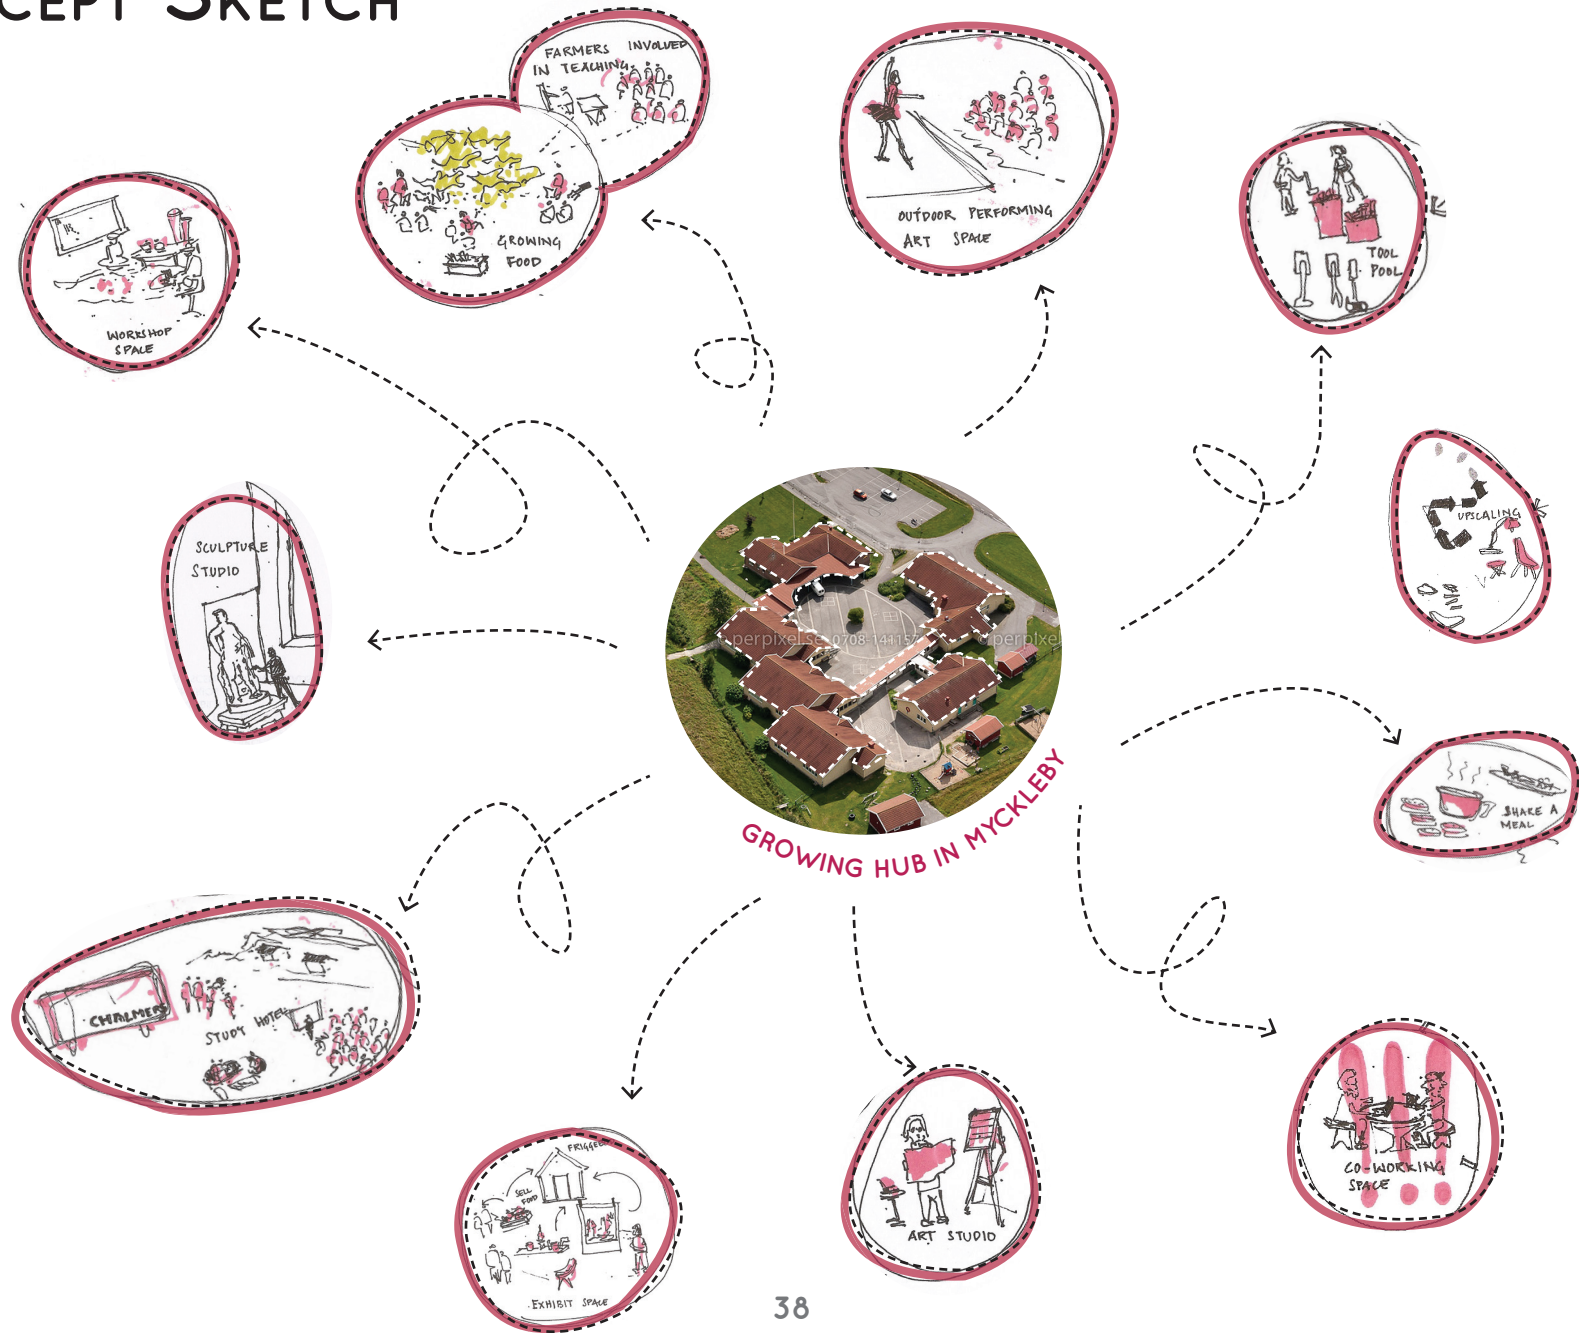 CEPT SKETCH
FARMERS INVOLVED
IN TEACHING
GROWING
FOOD
OUTDOOR PERFORMING
ART SPACE
TOOL
POOL
WORKSHOP
SPACE
UPSCALING
SCULPTURE
STUDIO
perpixel.se 0708-141157 perpixel
SHARE A
MEAL
GROWING HUB IN MYCKLEBY
CHALMERS
STUDY HOTEL
SELL
FOOD
EXHIBIT SPACE
ART STUDIO
CO-WORKING
SPACE
38